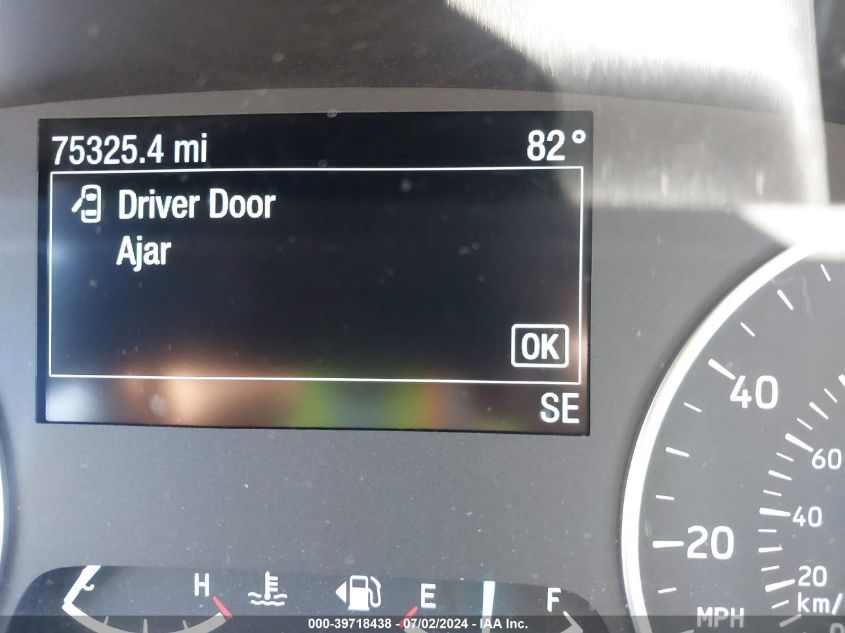 75325.4 mi 82°
Driver Door
Ajar
OK
SE
40
60
40
20
20
km/
MPH
H E F
000-39718438 - 07/02/2024 - IAA Inc.